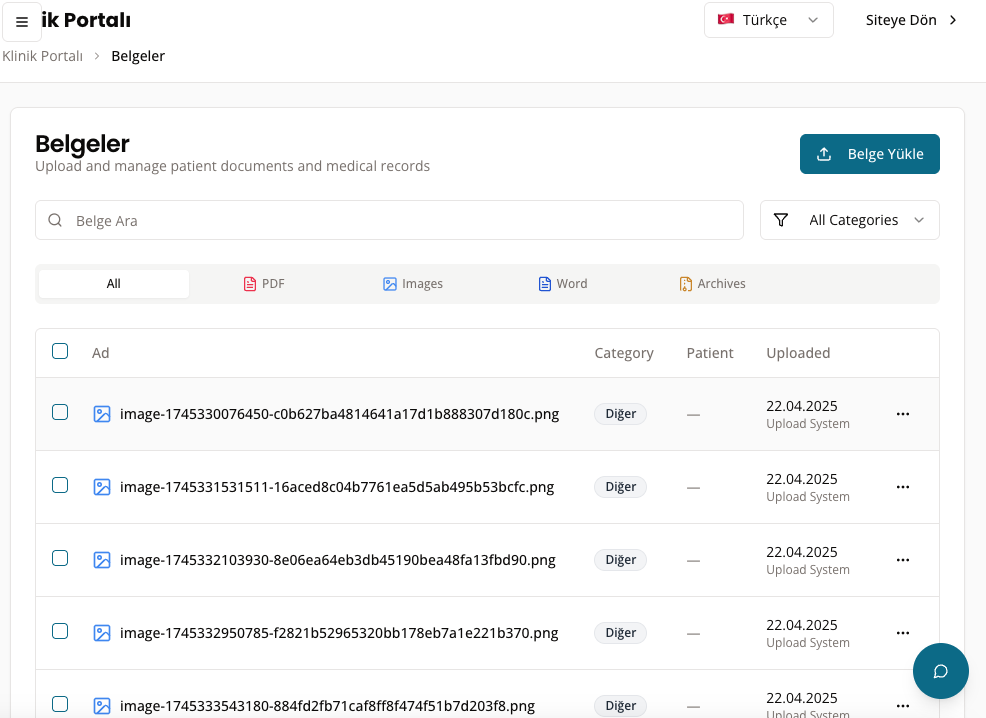 ik Portalı
Türkçe
Siteye Dön
Klinik Portalı > Belgeler
Belgeler
Upload and manage patient documents and medical records
Belge Yükle
Belge Ara
All Categories
All PDF Images Word Archives
Ad Category Patient Uploaded
image-1745330076450-c0b627ba4814641a17d1b888307d180c.png Diğer — 22.04.2025
Upload System
image-1745331531511-16aced8c04b7761ea5d5ab495b53bcfc.png Diğer — 22.04.2025
Upload System
image-1745332103930-8e06ea64eb3db45190bea48fa13fbd90.png Diğer — 22.04.2025
Upload System
image-1745332950785-f2821b52965320bb178eb7a1e221b370.png Diğer — 22.04.2025
Upload System
image-1745333543180-884fd2fb71caf8ff8f474f51b7d203f8.png Diğer — 22.04.2025
Upload System